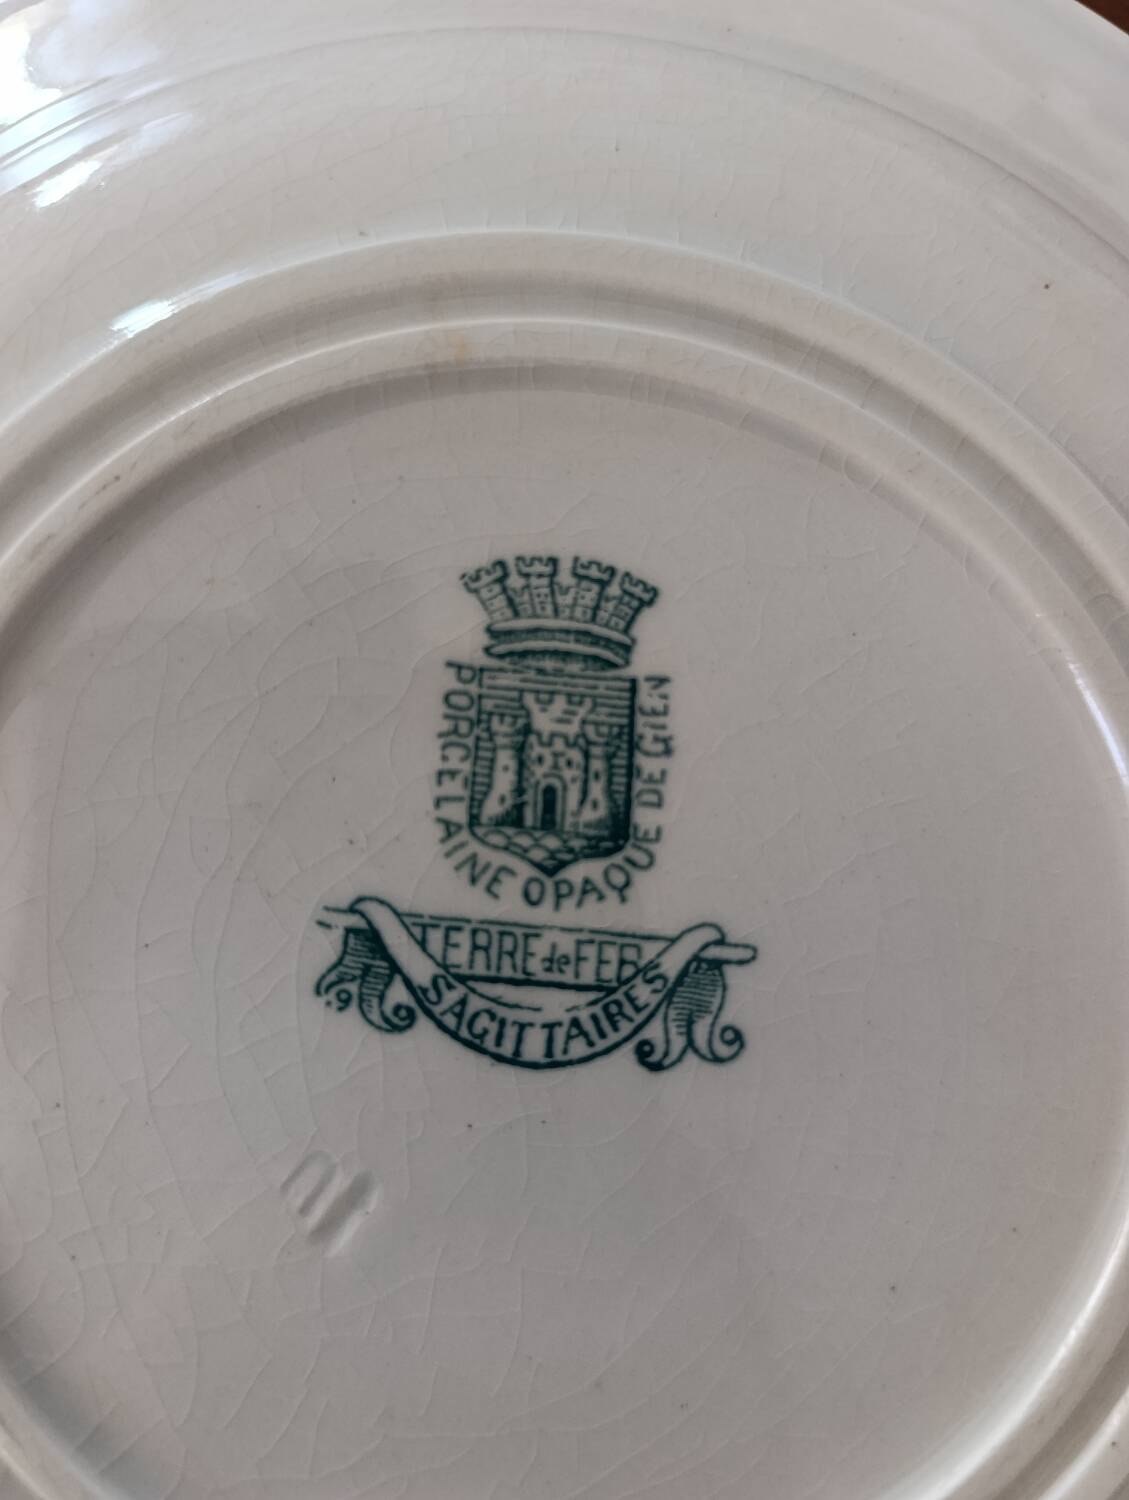 PORCELAINE OPAQUE DE GIEN
TERRE de FER
SAGITTAIRES